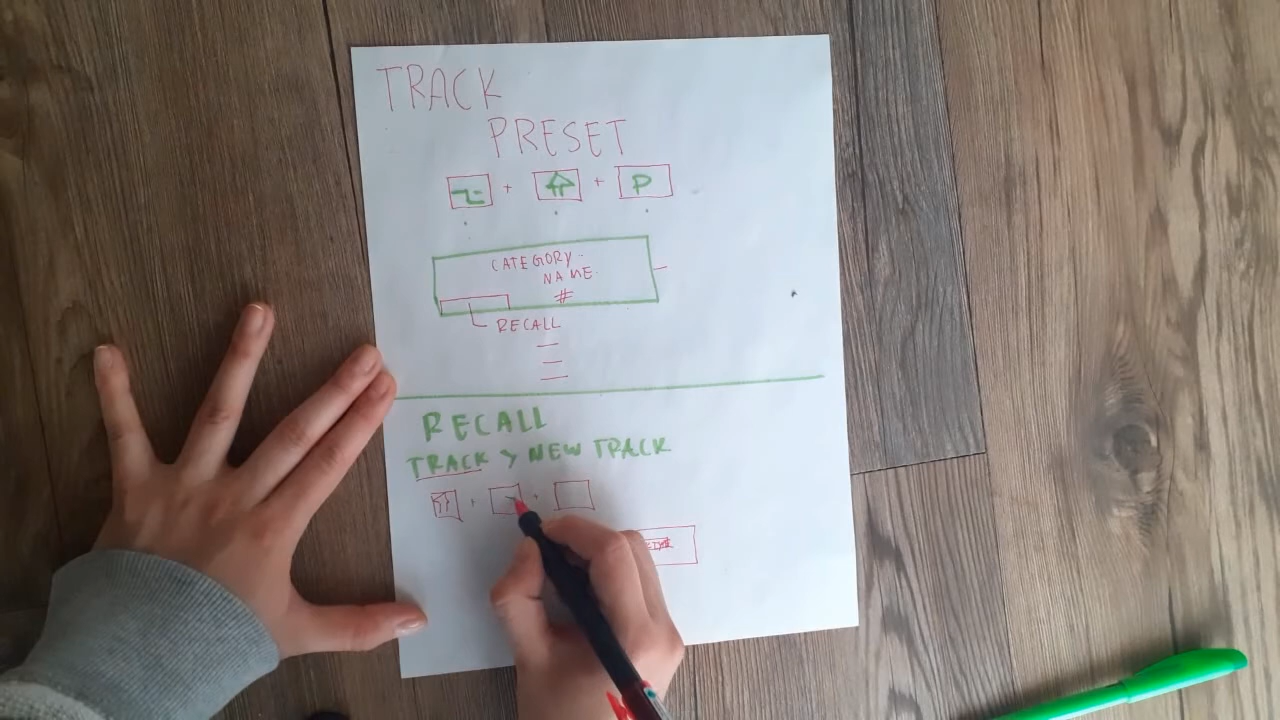 TRACK
PRESET
⌥ + ⇧ + P
CATEGORY.
NAME.
#
RECALL
RECALL
TRACK > NEW TRACK
+ +